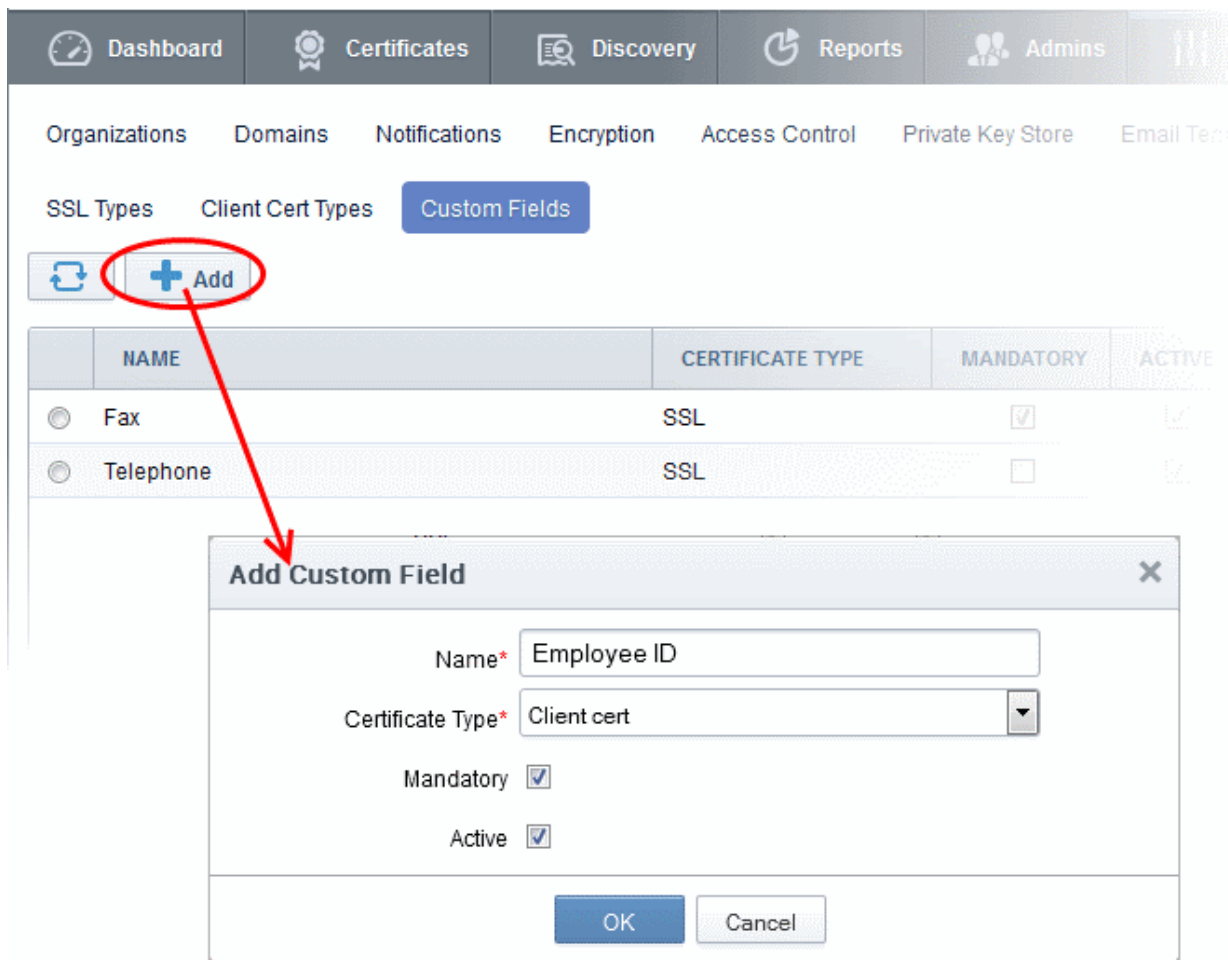 Dashboard Certificates Discovery Reports Admins
Organizations Domains Notifications Encryption Access Control Private Key Store Email
SSL Types Client Cert Types Custom Fields
Add
NAME CERTIFICATE TYPE MANDATORY ACTIVE
Fax SSL
Telephone SSL
Add Custom Field
Name* Employee ID
Certificate Type* Client cert
Mandatory
Active
OK Cancel